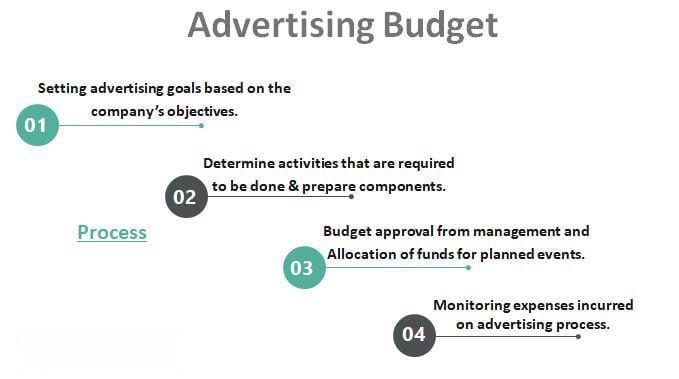 Advertising Budget
Setting advertising goals based on the
company's objectives.
01
Determine activities that are required
to be done & prepare components.
02
Process
Budget approval from management and
Allocation of funds for planned events.
03
Monitoring expenses incurred
on advertising process.
04